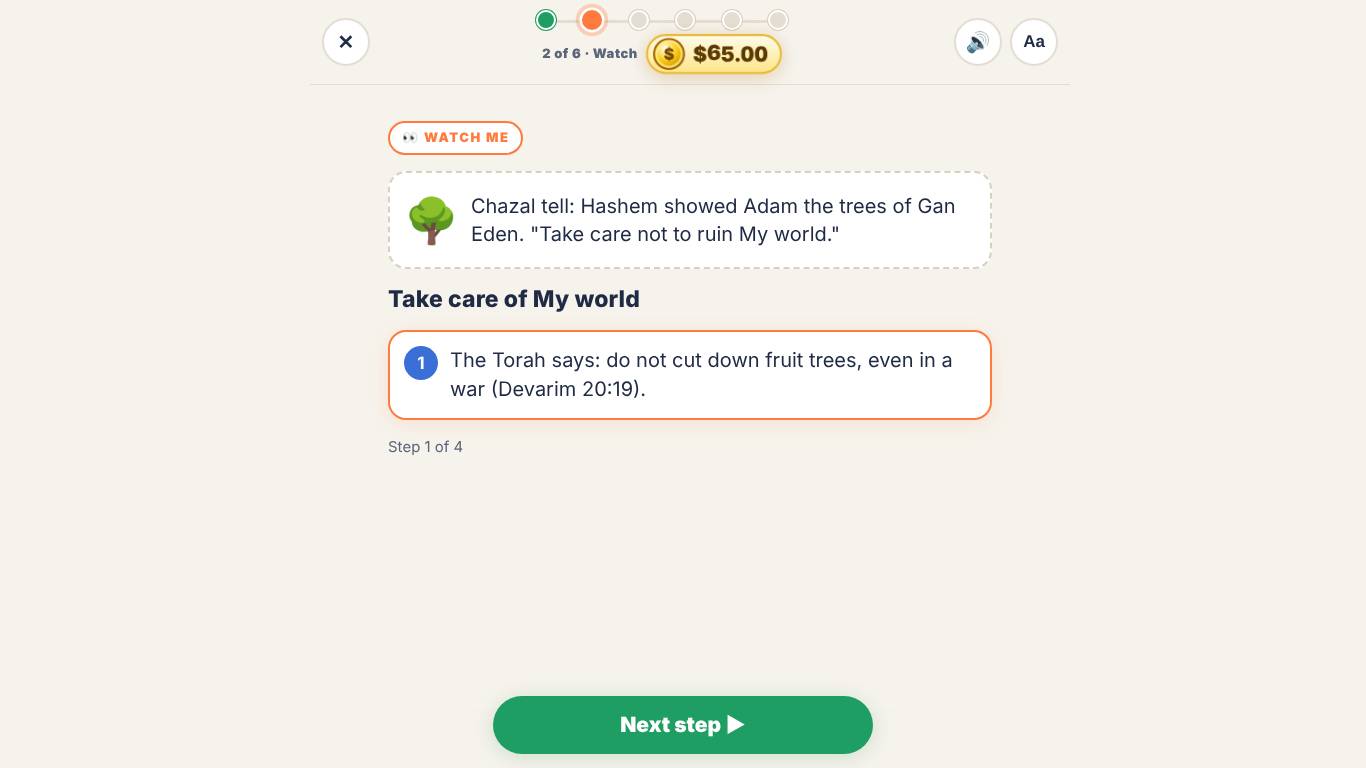 ✕
2 of 6 · Watch
$ $65.00
Aa
WATCH ME
Chazal tell: Hashem showed Adam the trees of Gan
Eden. "Take care not to ruin My world."
Take care of My world
1 The Torah says: do not cut down fruit trees, even in a
war (Devarim 20:19).
Step 1 of 4
Next step ▶